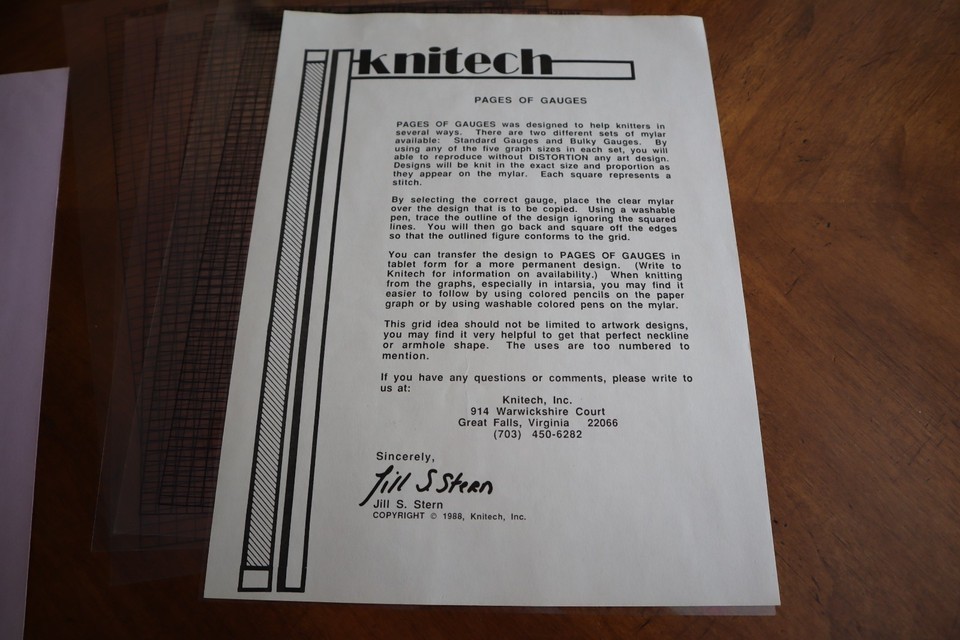 knitech
PAGES OF GAUGES
PAGES OF GAUGES was designed to help knitters in
several ways. There are two different sets of mylar
available: Standard Gauges and Bulky Gauges. By
using any of the five graph sizes in each set, you will
able to reproduce without DISTORTION any art design.
Designs will be knit in the exact size and proportion as
they appear on the mylar. Each square represents a
stitch.
By selecting the correct gauge, place the clear mylar
over the design that is to be copied. Using a washable
pen, trace the outline of the design ignoring the squared
lines. You will then go back and square off the edges
so that the outlined figure conforms to the grid.
You can transfer the design to PAGES OF GAUGES in
tablet form for a more permanent design. (Write to
Knitech for information on availability.) When knitting
from the graphs, especially in intarsia, you may find it
easier to follow by using colored pencils on the paper
graph or by using washable colored pens on the mylar.
This grid idea should not be limited to artwork designs,
you may find it very helpful to get that perfect neckline
or armhole shape. The uses are too numbered to
mention.
If you have any questions or comments, please write to
us at:
Knitech, Inc.
914 Warwickshire Court
Great Falls, Virginia 22066
(703) 450-6282
Sincerely,
Jill S. Stern
Jill S. Stern
COPYRIGHT © 1988, Knitech, Inc.